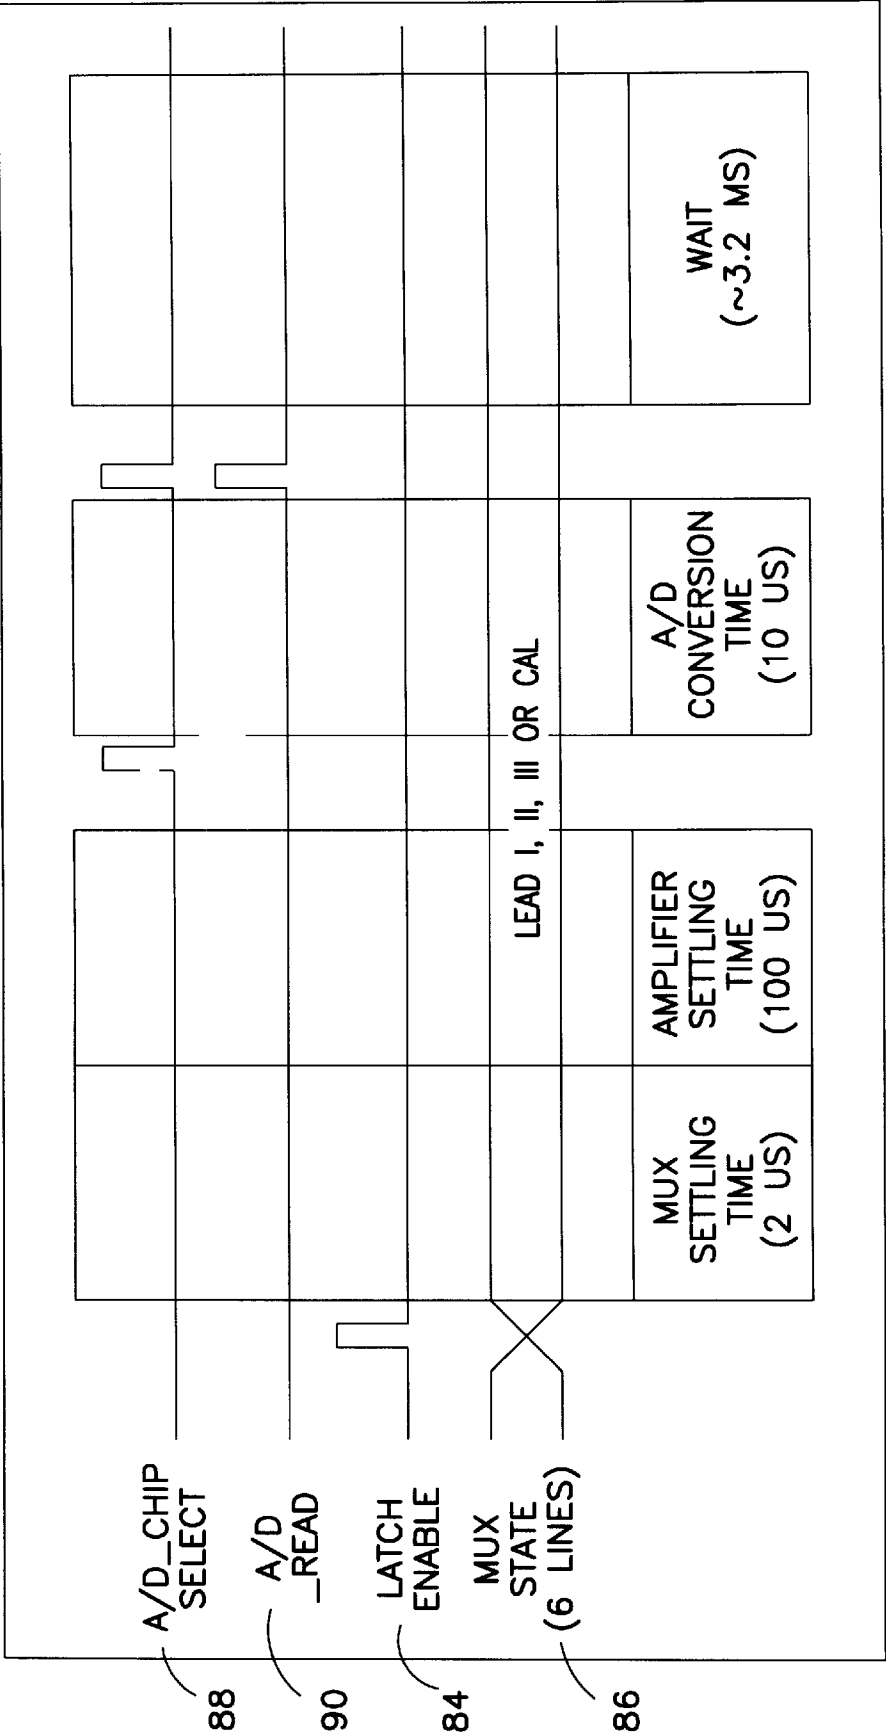 88
A/D_CHIP
SELECT
90
A/D
_READ
84
LATCH
ENABLE
86
MUX
STATE
(6 LINES)
LEAD I, II, III OR CAL
MUX
SETTLING
TIME
(2 US)
AMPLIFIER
SETTLING
TIME
(100 US)
A/D
CONVERSION
TIME
(10 US)
WAIT
(~3.2 MS)